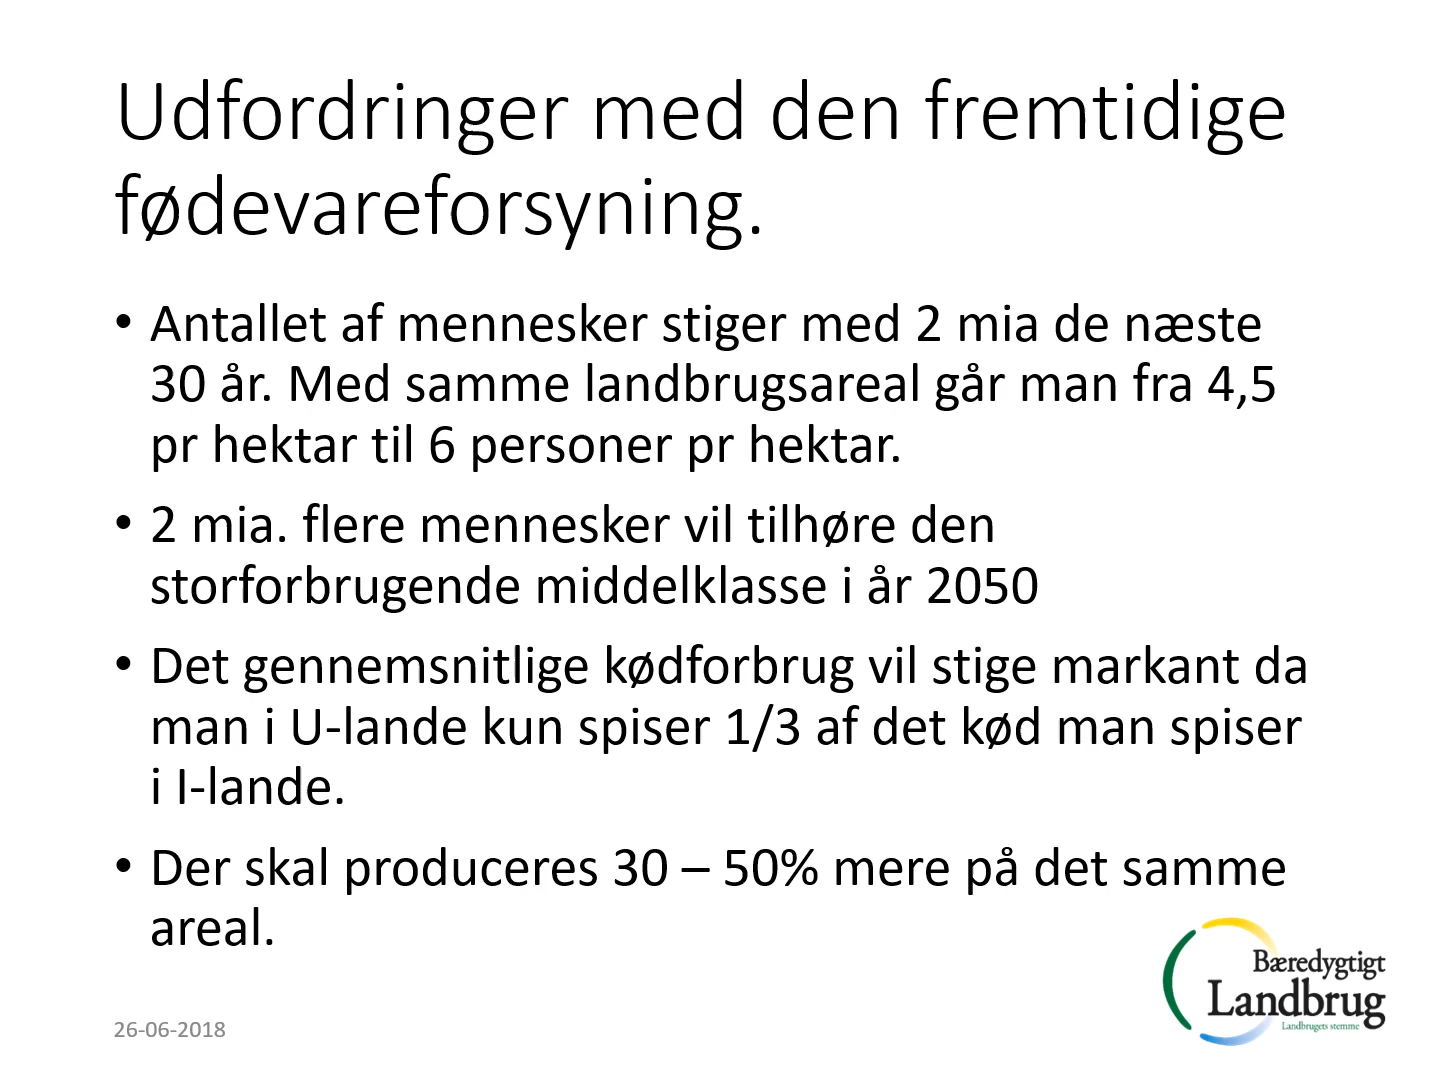 Udfordringer med den fremtidige
fødevareforsyning.
• Antallet af mennesker stiger med 2 mia de næste
30 år. Med samme landbrugsareal går man fra 4,5
pr hektar til 6 personer pr hektar.
• 2 mia. flere mennesker vil tilhøre den
storforbrugende middelklasse i år 2050
• Det gennemsnitlige kødforbrug vil stige markant da
man i U-lande kun spiser 1/3 af det kød man spiser
i I-lande.
• Der skal produceres 30 – 50% mere på det samme
areal.
Bæredygtigt
Landbrug
Landbrugets stemme
26-06-2018